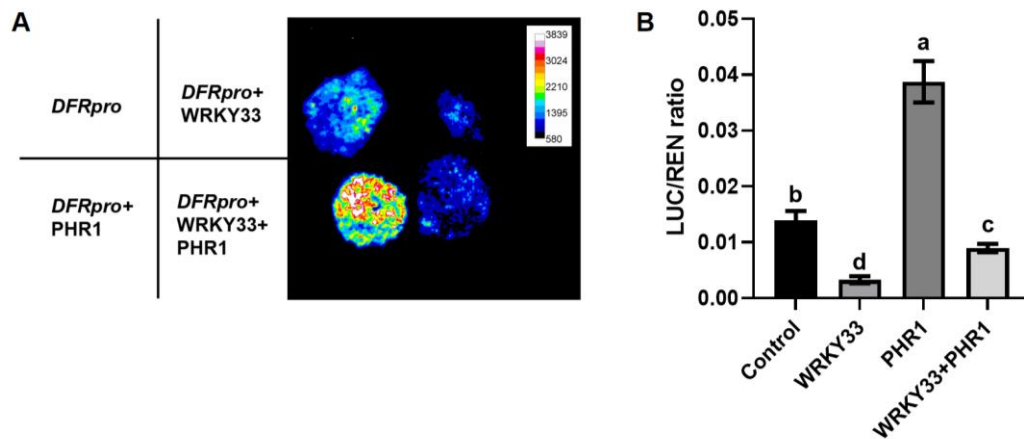 A
DFRpro
DFRpro+
WRKY33
DFRpro+
PHR1
DFRpro+
WRKY33+
PHR1
3839
3024
2210
1395
580
B
LUC/REN ratio
0.05
0.04
0.03
0.02
0.01
0.00
b
d
a
c
Control
WRKY33
PHR1
WRKY33+PHR1